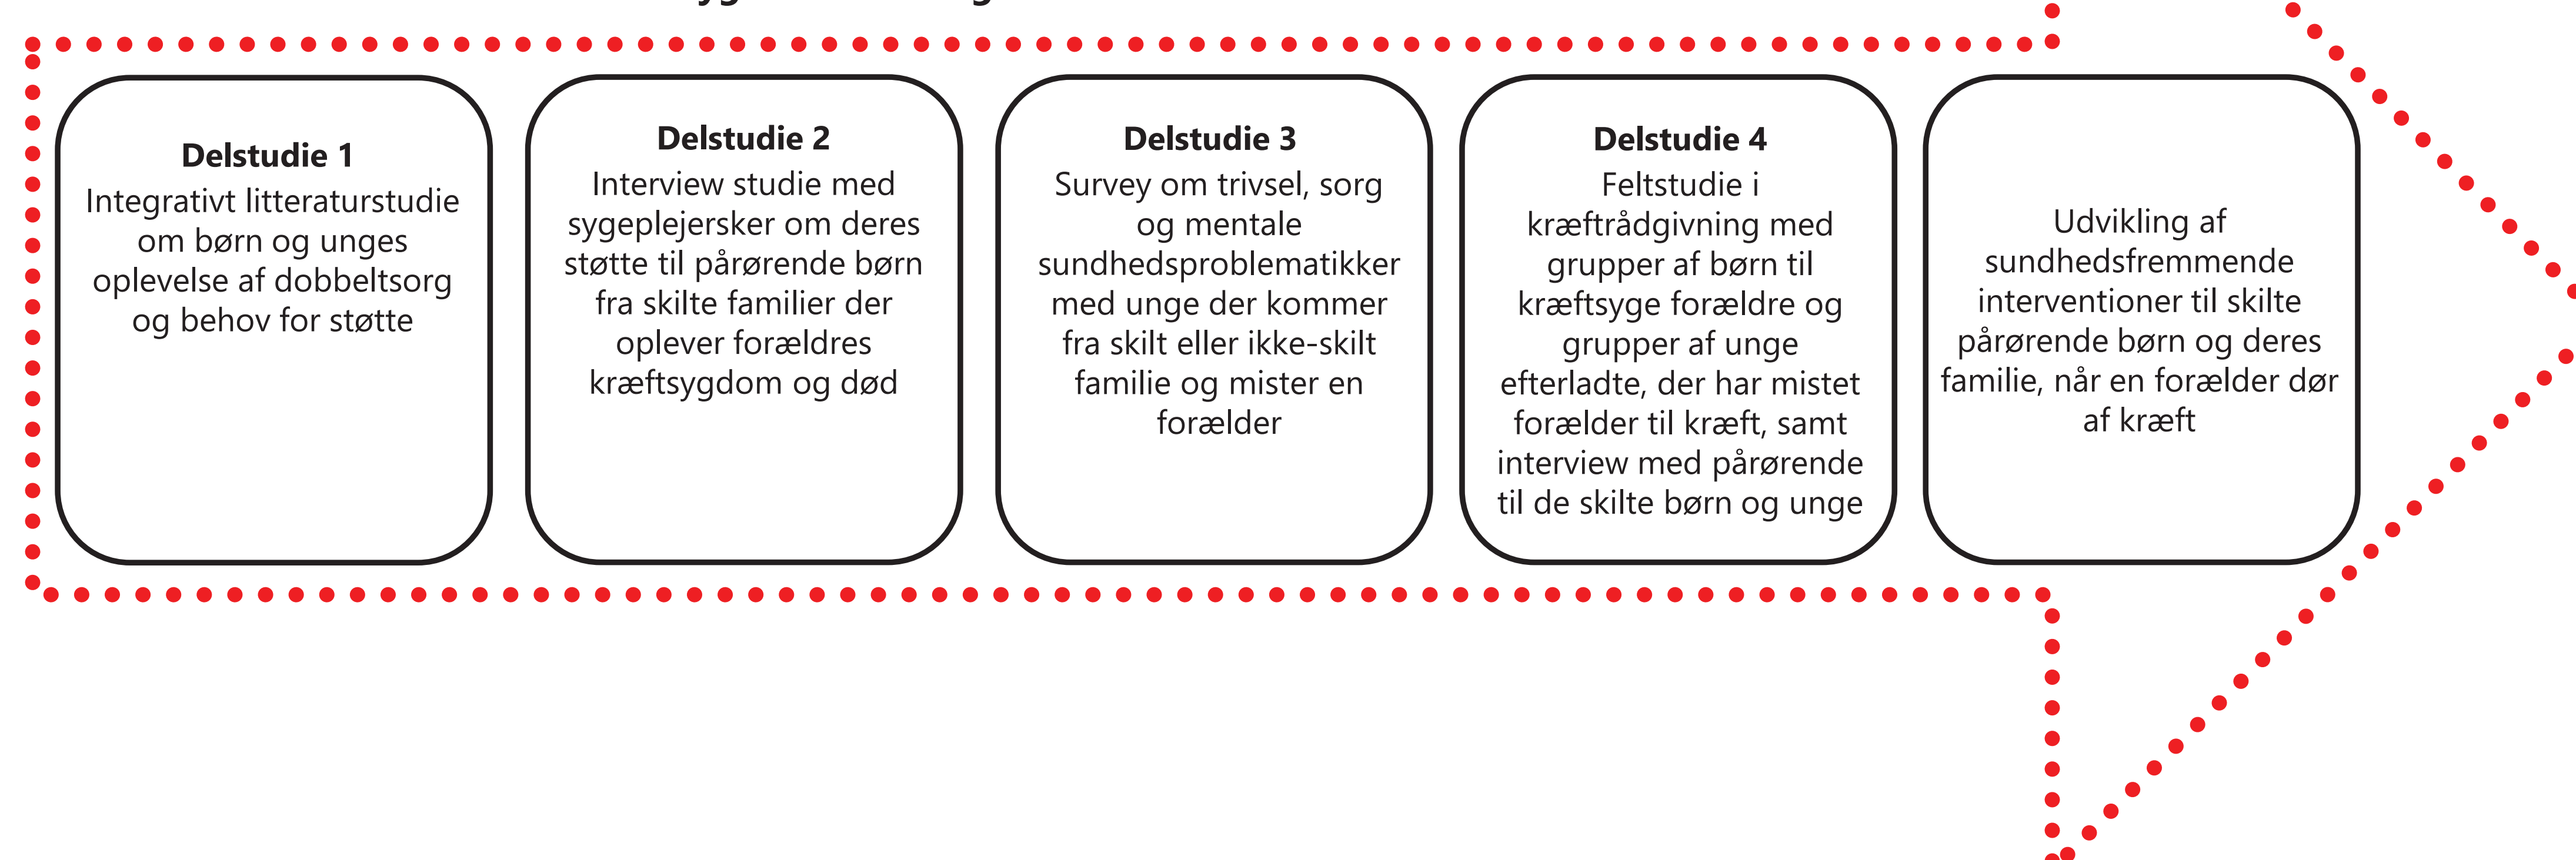 Delstudie 1
Integrativt litteraturstudie
om børn og unges
oplevelse af dobbeltsorg
og behov for støtte
Delstudie 2
Interview studie med
sygeplejersker om deres
støtte til pårørende børn
fra skilte familier der
oplever forældres
kræftsygdom og død
Delstudie 3
Survey om trivsel, sorg
og mentale
sundhedsproblematikker
med unge der kommer
fra skilt eller ikke-skilt
familie og mister en
forælder
Delstudie 4
Feltstudie i
kræftrådgivning med
grupper af børn til
kræftsyge forældre og
grupper af unge
efterladte, der har mistet
forælder til kræft, samt
interview med pårørende
til de skilte børn og unge
Udvikling af
sundhedsfremmende
interventioner til skilte
pårørende børn og deres
familie, når en forælder dør
af kræft